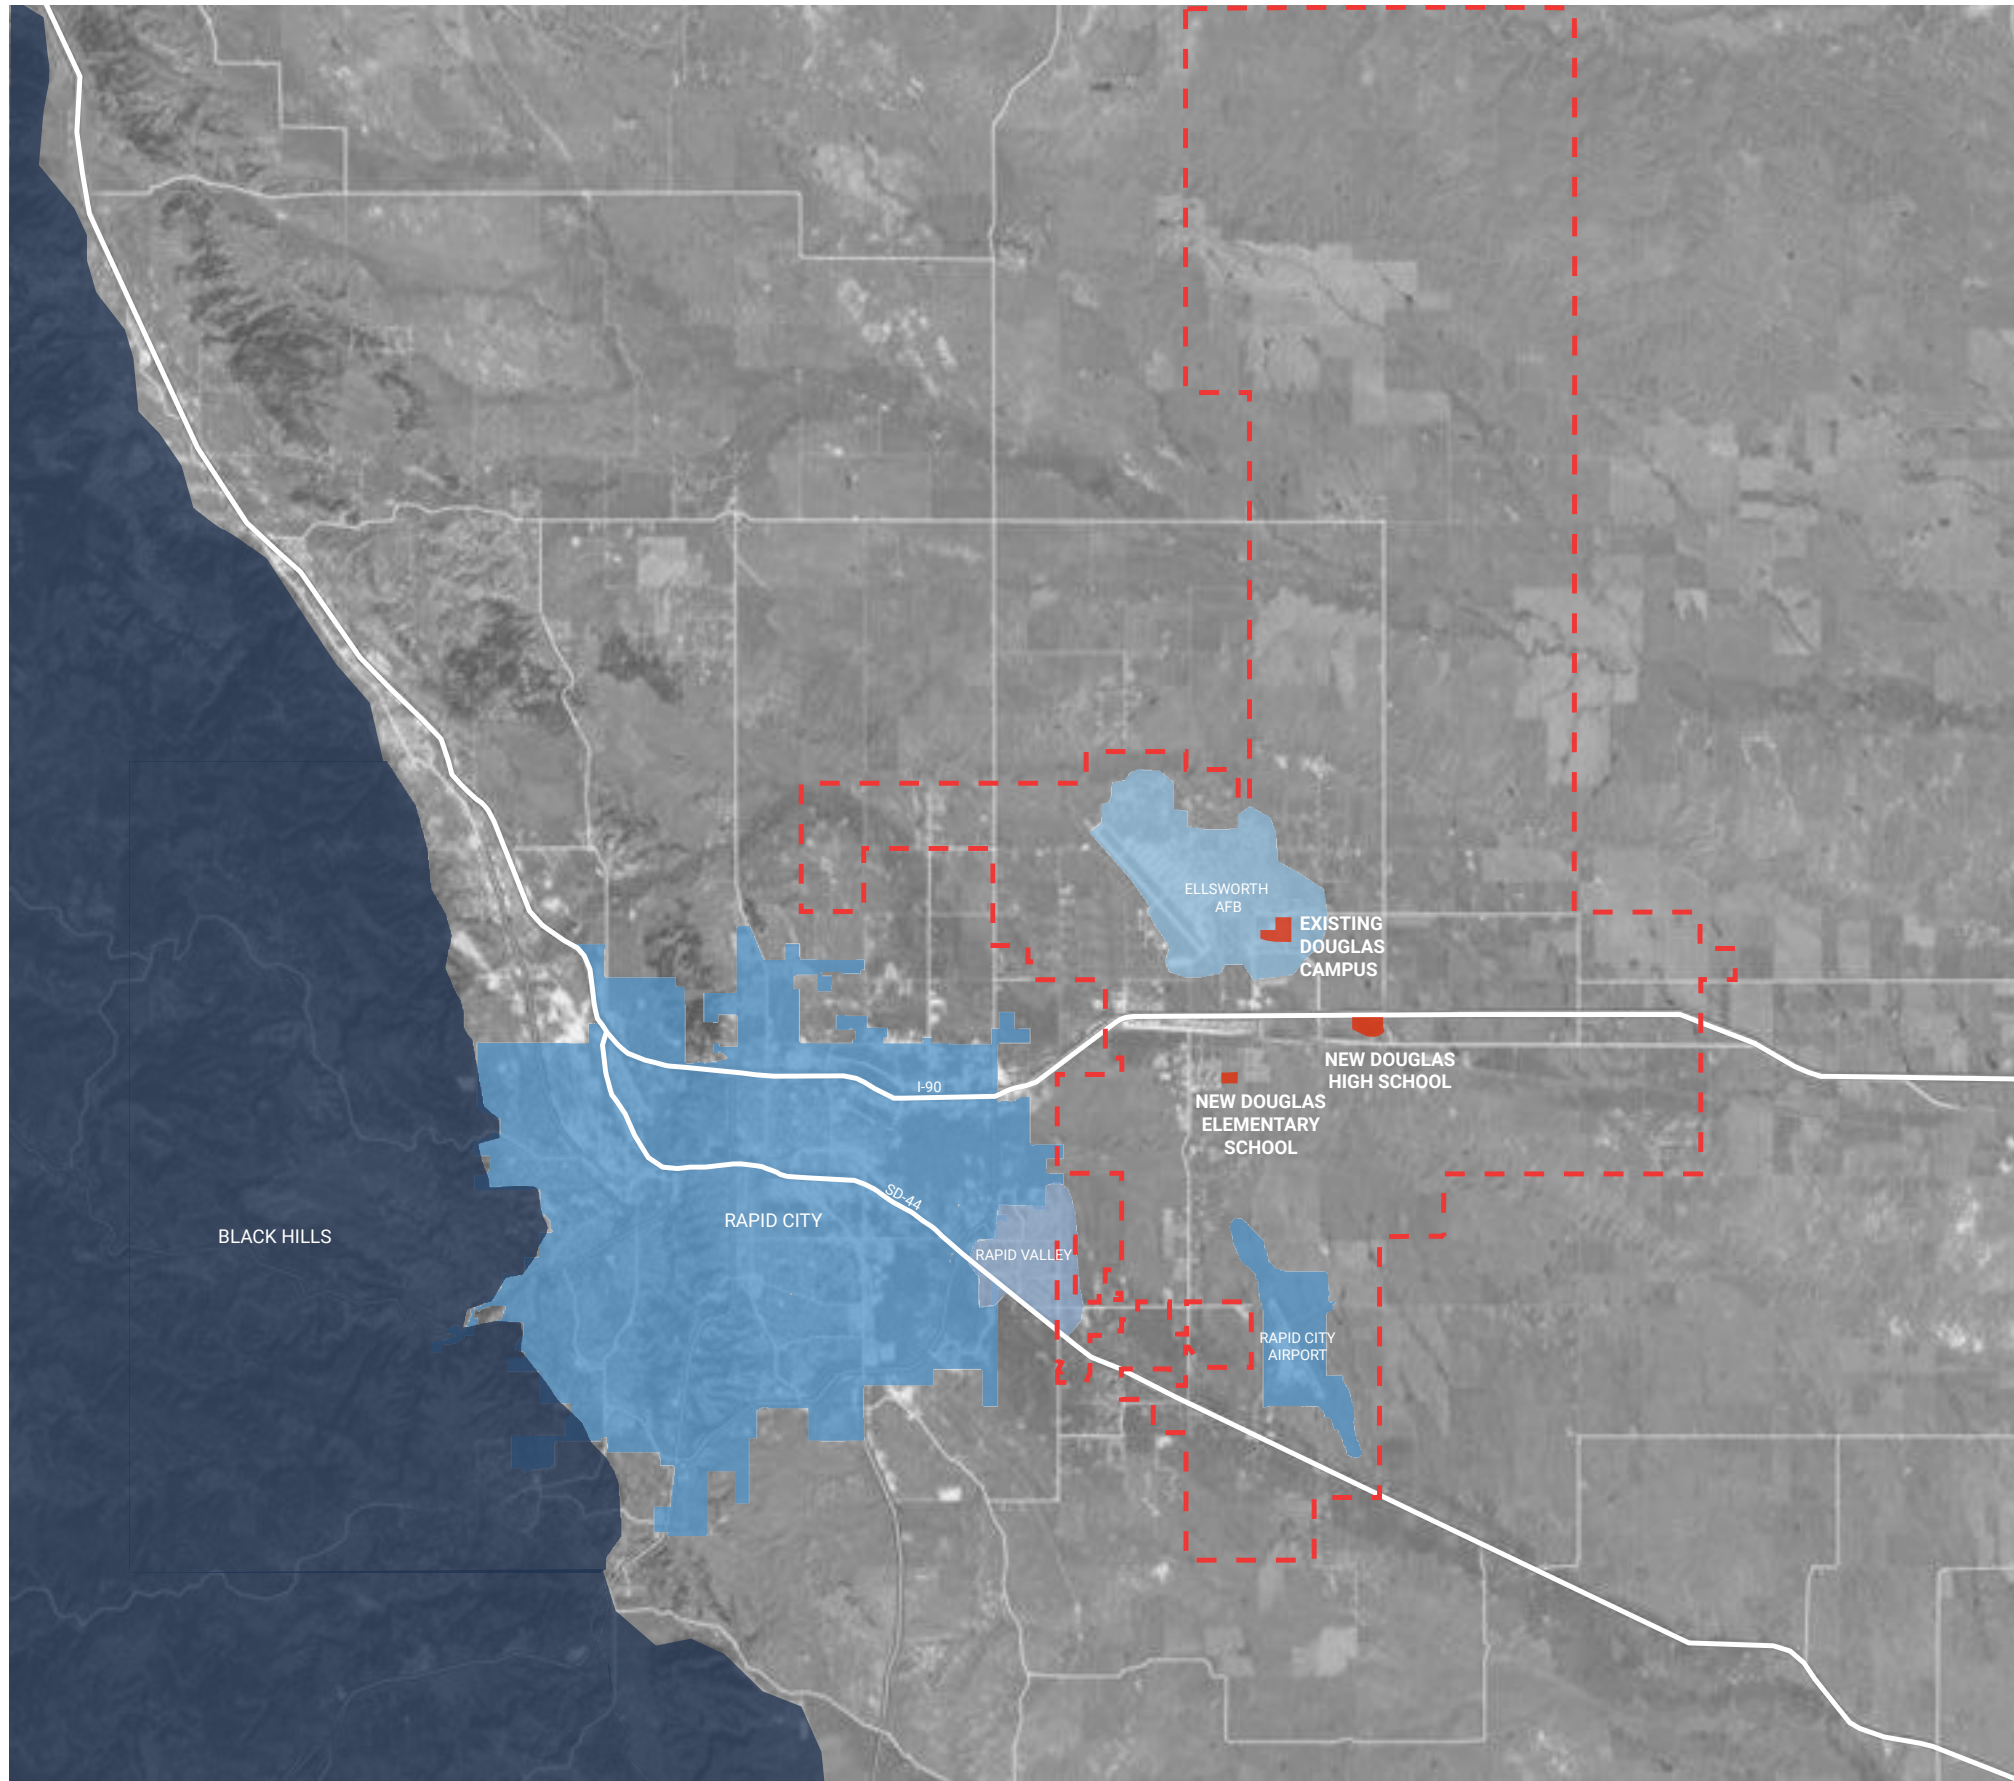 ELLSWORTH
AFB
EXISTING
DOUGLAS
CAMPUS
NEW DOUGLAS
HIGH SCHOOL
I-90
NEW DOUGLAS
ELEMENTARY
SCHOOL
SD-44
RAPID CITY
BLACK HILLS
RAPID VALLEY
RAPID CITY
AIRPORT